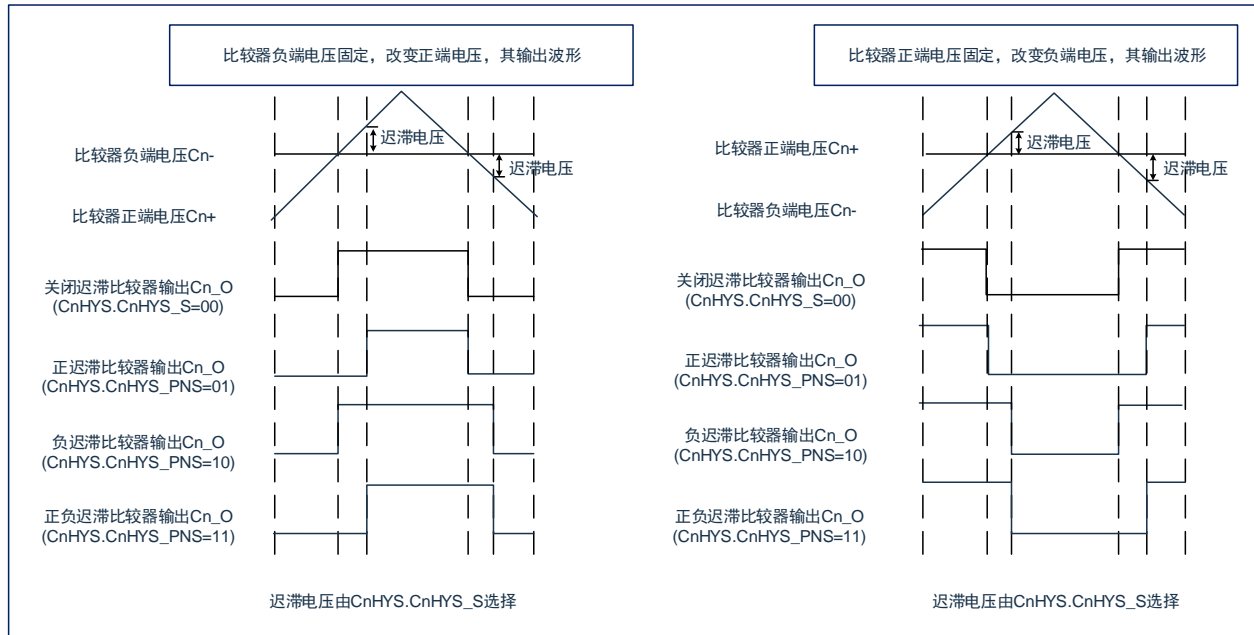 比较器负端电压固定，改变正端电压，其输出波形
迟滞电压
比较器负端电压Cn-
迟滞电压
比较器正端电压Cn+
关闭迟滞比较器输出Cn_O
(CnHYS.CnHYS_S=00)
正迟滞比较器输出Cn_O
(CnHYS.CnHYS_PNS=01)
负迟滞比较器输出Cn_O
(CnHYS.CnHYS_PNS=10)
正负迟滞比较器输出Cn_O
(CnHYS.CnHYS_PNS=11)
迟滞电压由CnHYS.CnHYS_S选择
比较器正端电压固定，改变负端电压，其输出波形
迟滞电压
比较器正端电压Cn+
迟滞电压
比较器负端电压Cn-
关闭迟滞比较器输出Cn_O
(CnHYS.CnHYS_S=00)
正迟滞比较器输出Cn_O
(CnHYS.CnHYS_PNS=01)
负迟滞比较器输出Cn_O
(CnHYS.CnHYS_PNS=10)
正负迟滞比较器输出Cn_O
(CnHYS.CnHYS_PNS=11)
迟滞电压由CnHYS.CnHYS_S选择